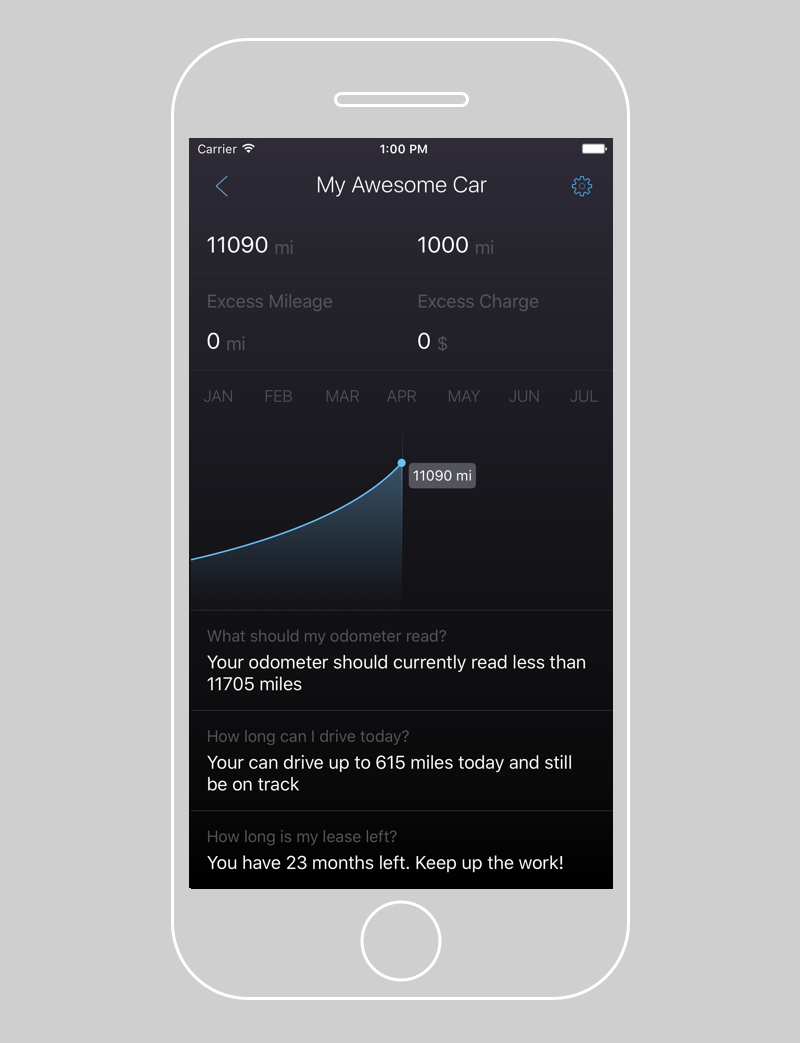 Carrier 1:00 PM
My Awesome Car
11090 mi 1000 mi
Excess Mileage Excess Charge
0 mi 0 $
JAN FEB MAR APR MAY JUN JUL
11090 mi
What should my odometer read?
Your odometer should currently read less than
11705 miles
How long can I drive today?
Your can drive up to 615 miles today and still
be on track
How long is my lease left?
You have 23 months left. Keep up the work!